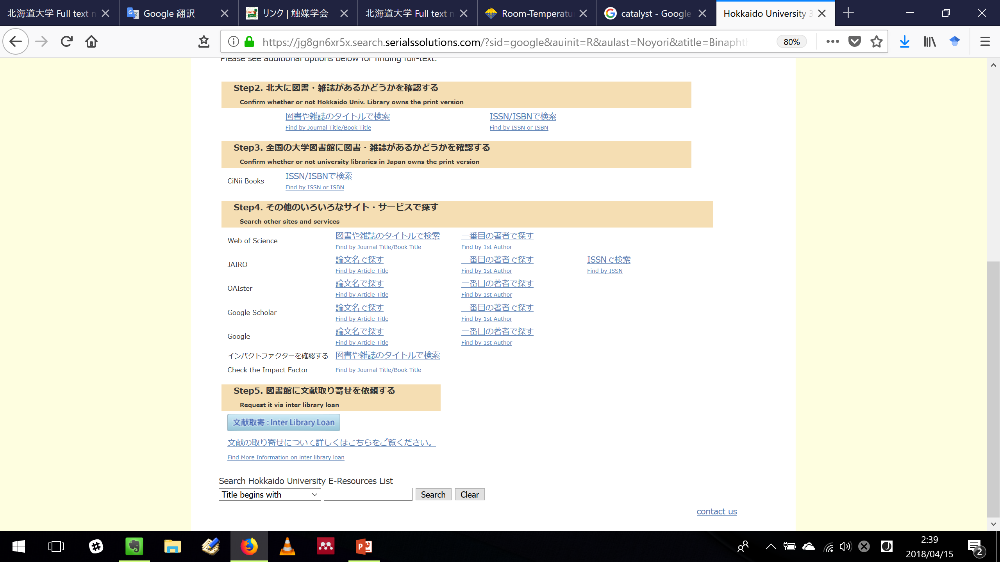 北海道大学 Full text n
Google 翻訳
リンク | 触媒学会
北海道大学 Full text n
Room-Temperatu
catalyst - Google
Hokkaido University 3
https://jg8gn6xr5x.search.serialssolutions.com/?sid=google&auinit=R&aulast=Noyori&atitle=Binaphth
80%
Please see additional options below for finding full-text.
Step2. 北大に図書・雑誌があるかどうかを確認する
Confirm whether or not Hokkaido Univ. Library owns the print version
図書や雑誌のタイトルで検索 ISSN/ISBNで検索
Find by Journal Title/Book Title Find by ISSN or ISBN
Step3. 全国の大学図書館に図書・雑誌があるかどうかを確認する
Confirm whether or not university libraries in Japan owns the print version
CiNii Books
ISSN/ISBNで検索
Find by ISSN or ISBN
Step4. その他のいろいろなサイト・サービスで探す
Search other sites and services
Web of Science
図書や雑誌のタイトルで検索 一番目の著者で探す
Find by Journal Title/Book Title Find by 1st Author
JAIRO
論文名で探す 一番目の著者で探す ISSNで検索
Find by Article Title Find by 1st Author Find by ISSN
OAIster
論文名で探す 一番目の著者で探す
Find by Article Title Find by 1st Author
Google Scholar
論文名で探す 一番目の著者で探す
Find by Article Title Find by 1st Author
Google
論文名で探す 一番目の著者で探す
Find by Article Title Find by 1st Author
インパクトファクターを確認する 図書や雑誌のタイトルで検索
Check the Impact Factor Find by Journal Title/Book Title
Step5. 図書館に文献取り寄せを依頼する
Request it via inter library loan
文献取寄 : Inter Library Loan
文献の取り寄せについて詳しくはこちらをご覧ください。
Find More Information on inter library loan
Search Hokkaido University E-Resources List
Title begins with Search Clear
contact us
2:39
2018/04/15
2